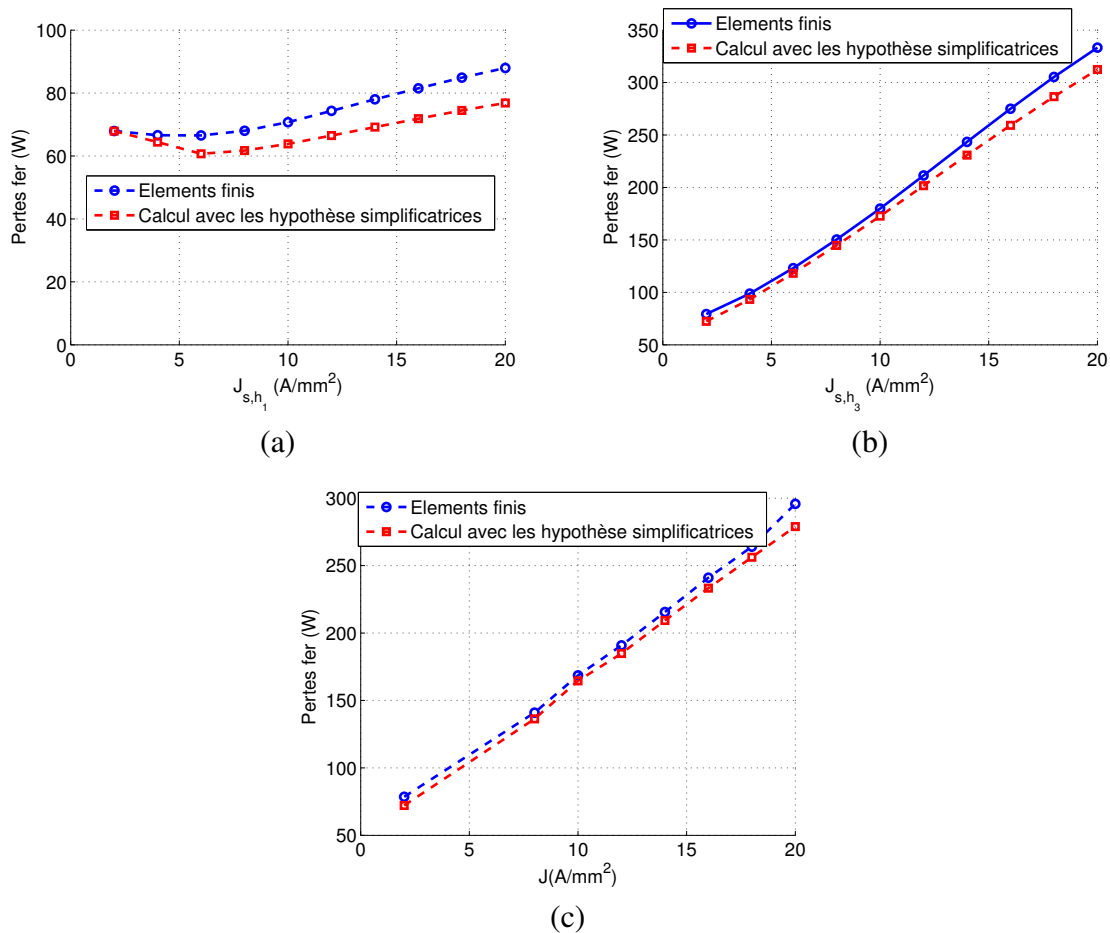 100
80
60
40
20
0
Pertes fer (W)
Elements finis
Calcul avec les hypothèse simplificatrices
0 5 10 15 20
J_{s,h_1} (A/mm²)
(a)
350
300
250
200
150
100
50
Pertes fer (W)
Elements finis
Calcul avec les hypothèse simplificatrices
0 5 10 15 20
J_{s,h_3} (A/mm²)
(b)
300
250
200
150
100
50
Pertes fer (W)
Elements finis
Calcul avec les hypothèse simplificatrices
0 5 10 15 20
J(A/mm²)
(c)